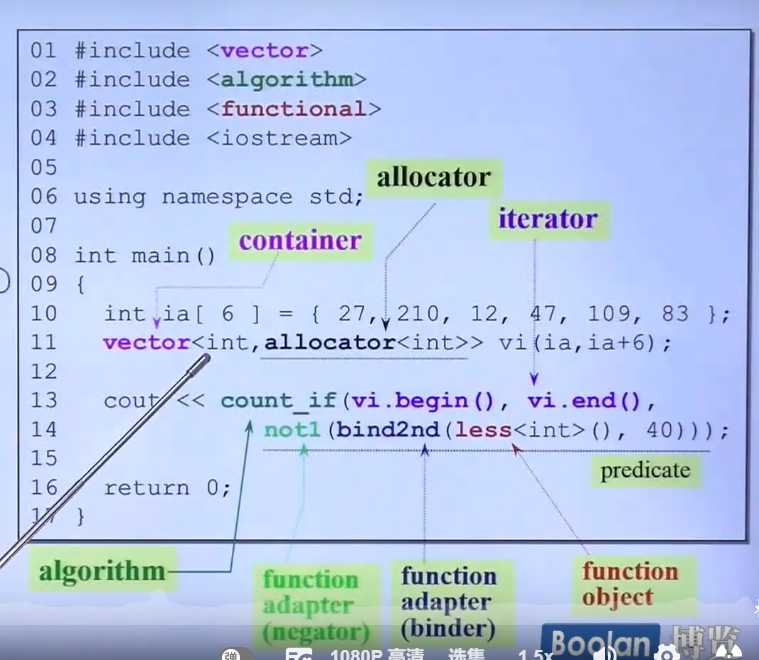 01 #include <vector>
02 #include <algorithm>
03 #include <functional>
04 #include <iostream>
05
allocator
06 using namespace std;
iterator
07
container
08 int main()
09 {
10 int ia[ 6 ] = { 27, 210, 12, 47, 109, 83 };
11 vector<int,allocator<int>> vi(ia,ia+6);
12
13 cout << count_if(vi.begin(), vi.end(),
14 not1(bind2nd(less<int>(), 40)));
15
predicate
16 return 0;
17 }
algorithm
function adapter (negator)
function adapter (binder)
function object
Boolan 博览
弹
1080P 高清
选集
1.5x